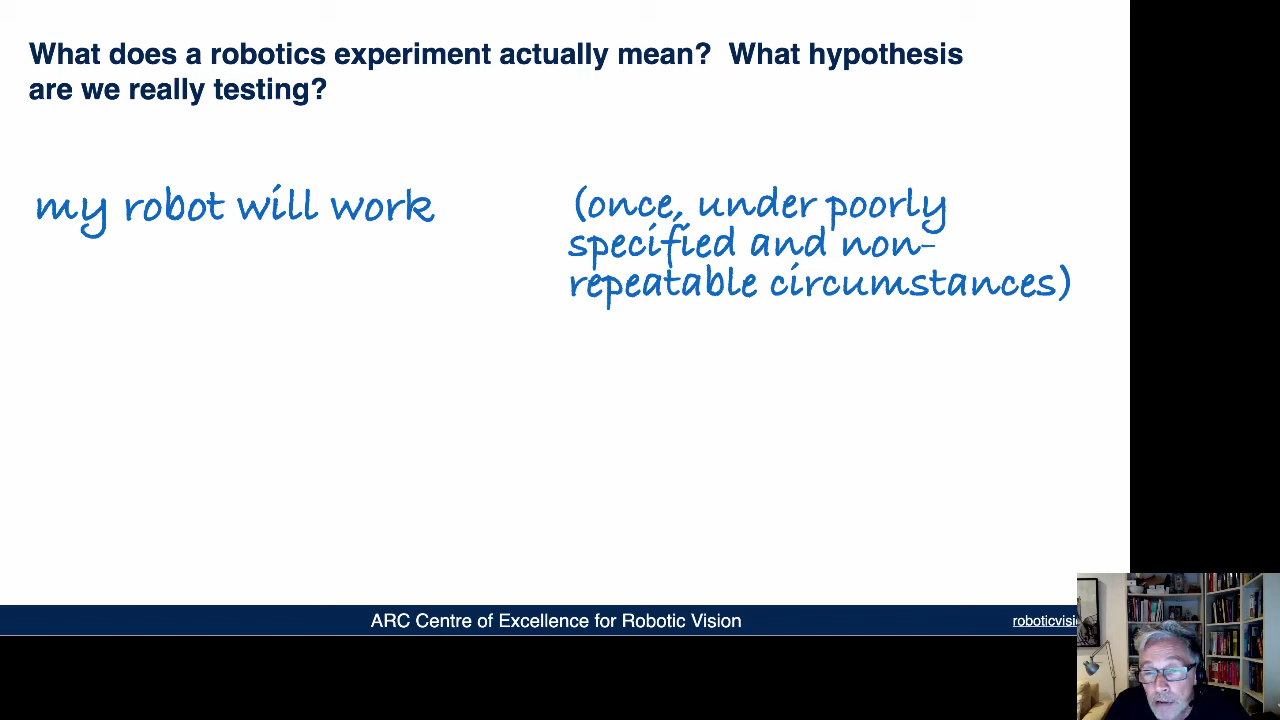 What does a robotics experiment actually mean? What hypothesis
are we really testing?
my robot will work
(once, under poorly
specified and non-
repeatable circumstances)
ARC Centre of Excellence for Robotic Vision
roboticvisi